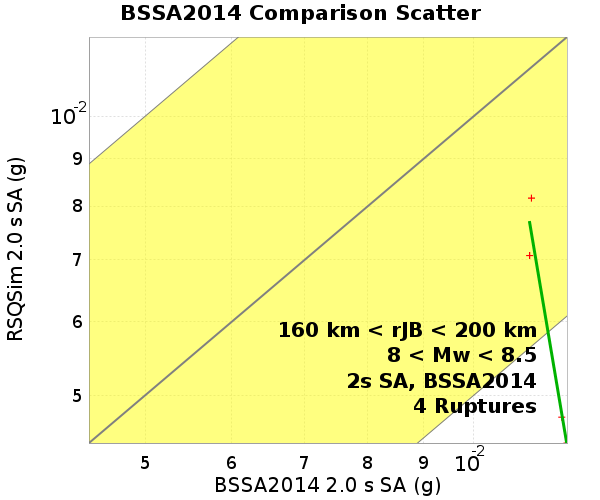 BSSA2014 Comparison Scatter
RSQSim 2.0 s SA (g)
10^-2
9
8
7
6
5
160 km < rJB < 200 km
8 < Mw < 8.5
2s SA, BSSA2014
4 Ruptures
5 6 7 8 9 10^-2
BSSA2014 2.0 s SA (g)